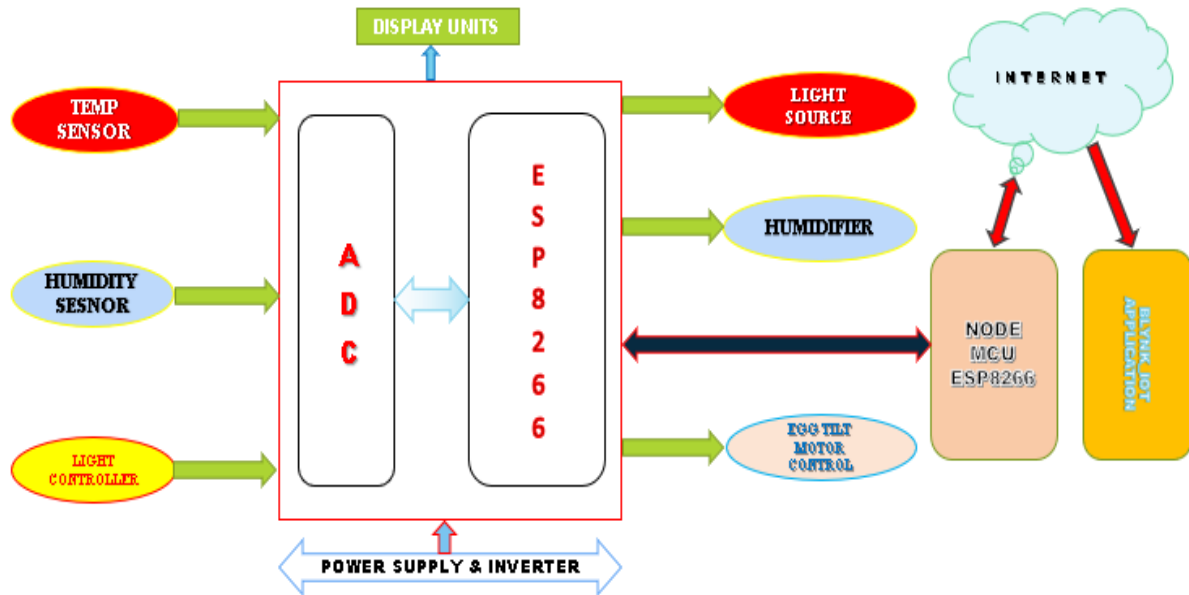 DISPLAY UNITS
TEMP
SENSOR
HUMIDITY
SESNOR
LIGHT
CONTROLLER
A
D
C
E
S
P
8
2
6
6
LIGHT
SOURCE
HUMIDIFIER
EGG TILT
MOTOR
CONTROL
INTERNET
NODE
MCU
ESP8266
BLYNK_IOT
APPLICATION
POWER SUPPLY & INVERTER